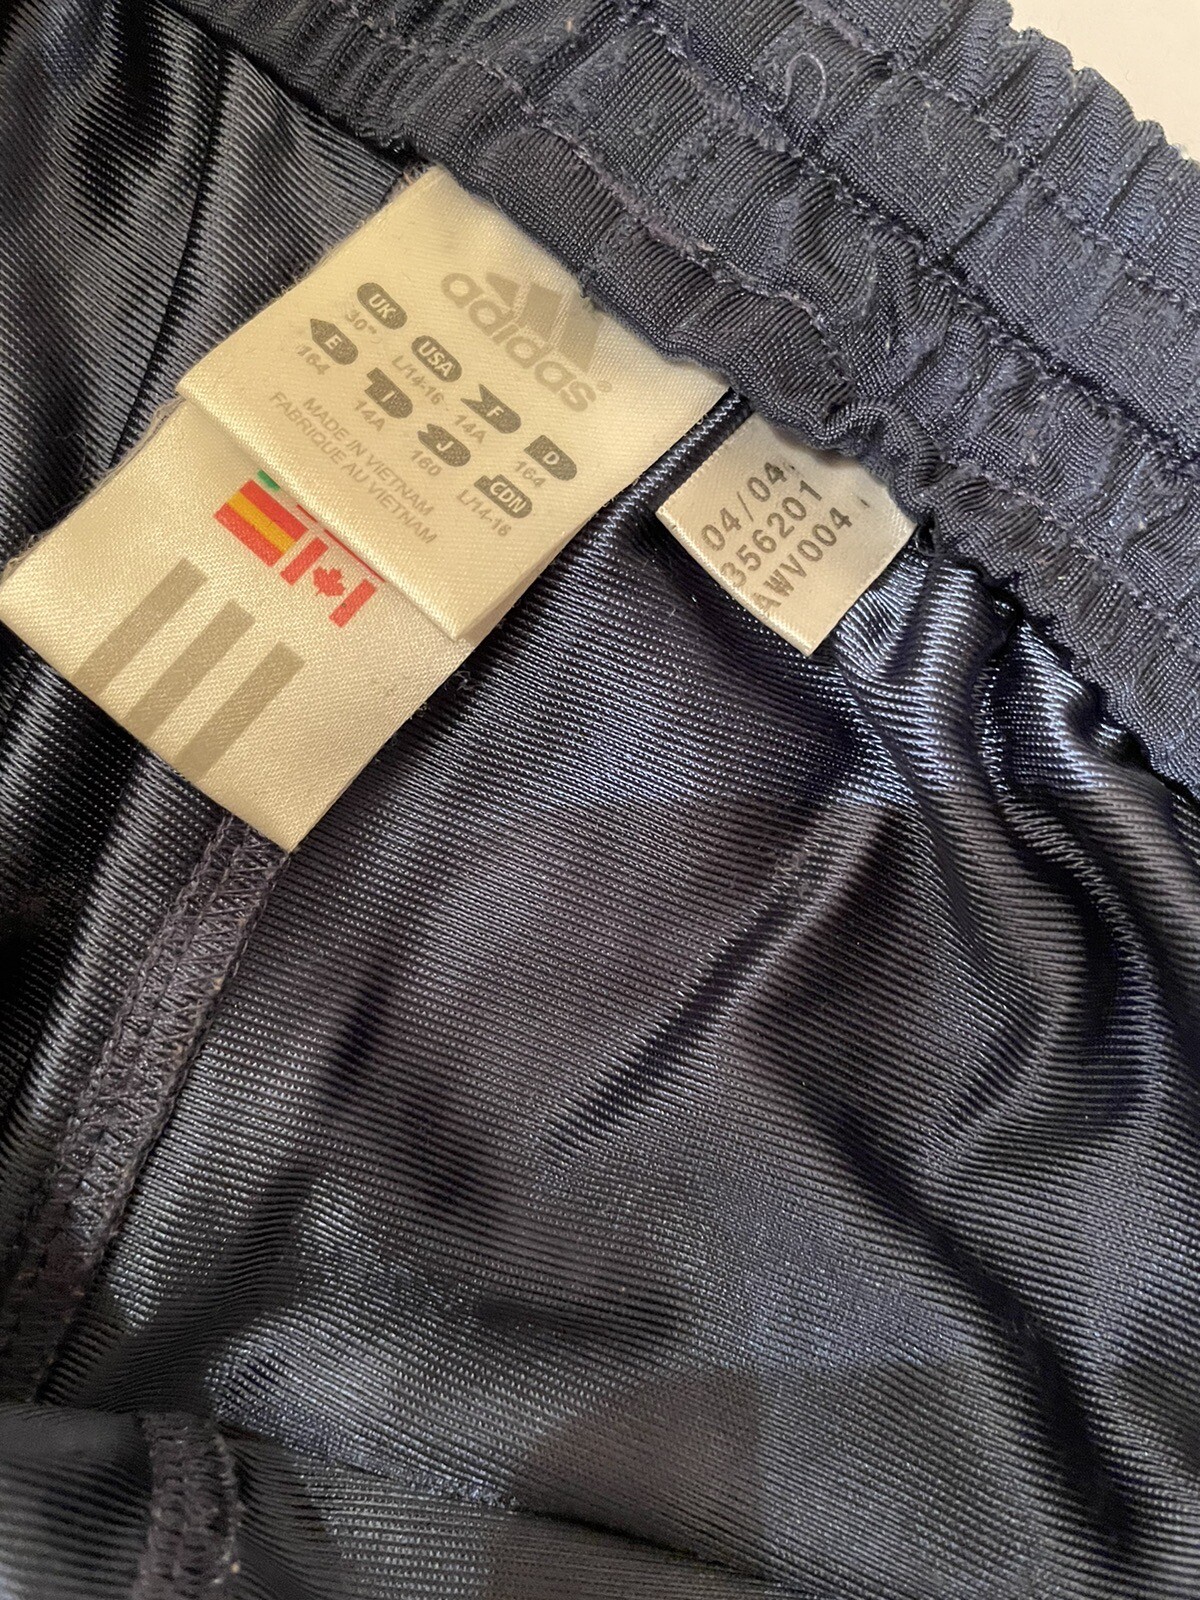 adidas®
UK USA F D
30" L/14-16 14A 164
E I J CDN
164 14A 160 L/14-16
MADE IN VIETNAM
FABRIQUE AU VIETNAM
04/04
356201
AWV004